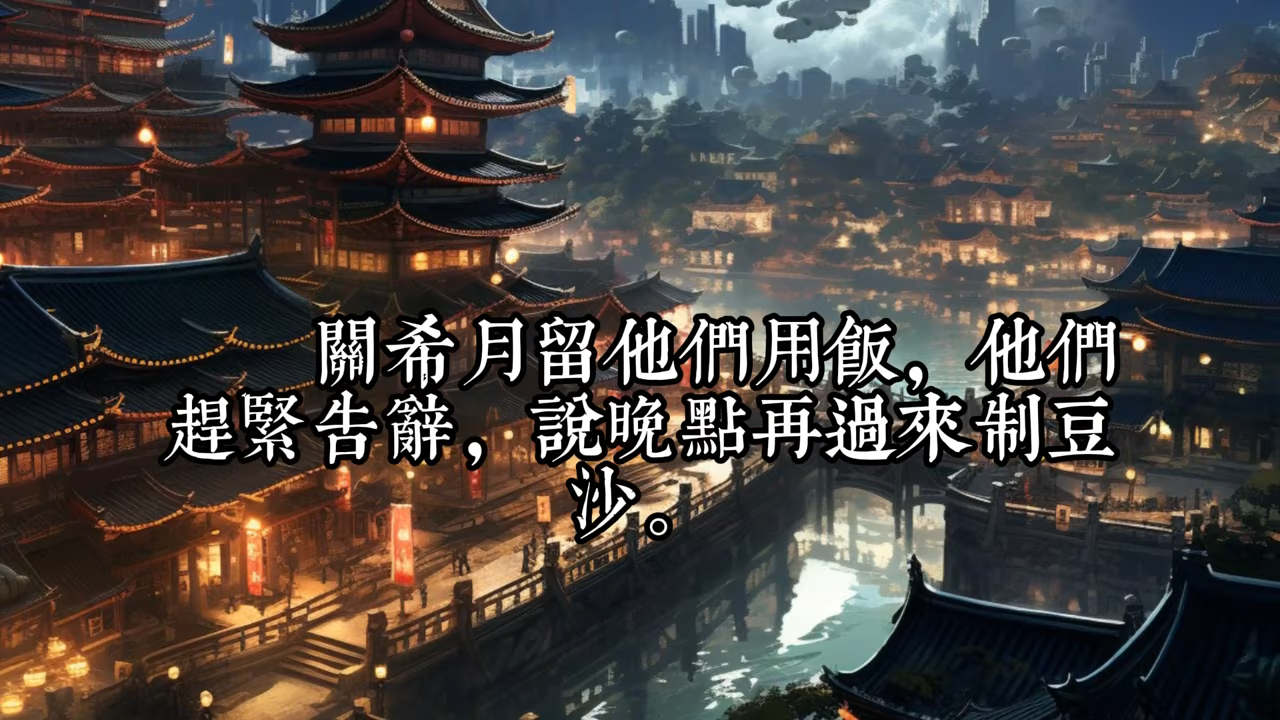 關希月留他們用飯，他們
趕緊告辭，說晚點再過來制豆
沙。